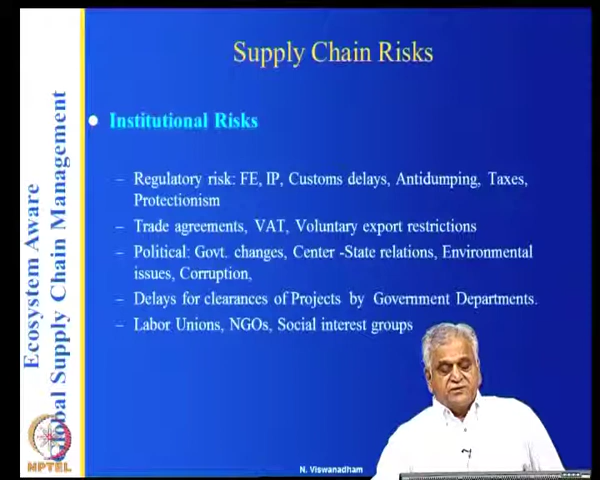 Supply Chain Risks
Institutional Risks
– Regulatory risk: FE, IP, Customs delays, Antidumping, Taxes,
Protectionism
– Trade agreements, VAT, Voluntary export restrictions
– Political: Govt. changes, Center -State relations, Environmental
issues, Corruption,
– Delays for clearances of Projects by Government Departments.
– Labor Unions, NGOs, Social interest groups
Ecosystem Aware
Global Supply Chain Management
NPTEL
N. Viswanadham